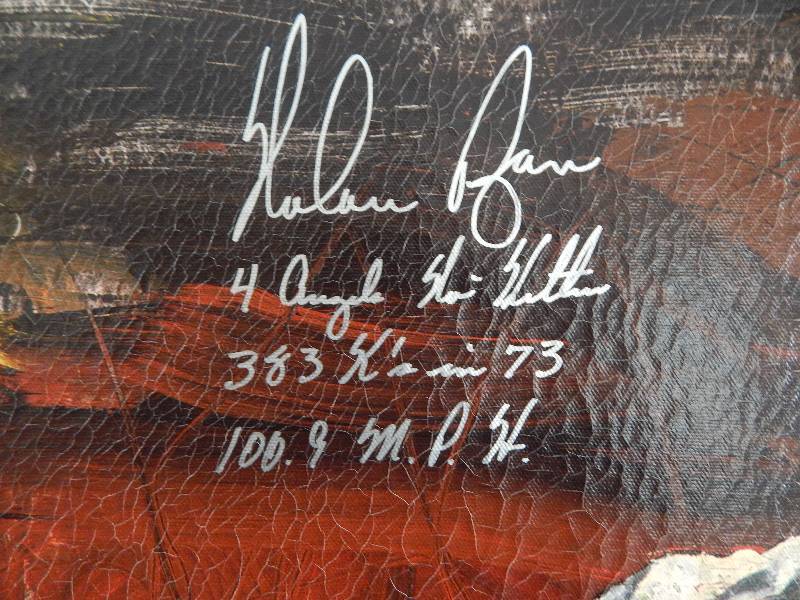 Nolan Ryan
4 Angels No Hitters
383 K's in 73
100.9 M.P.H.